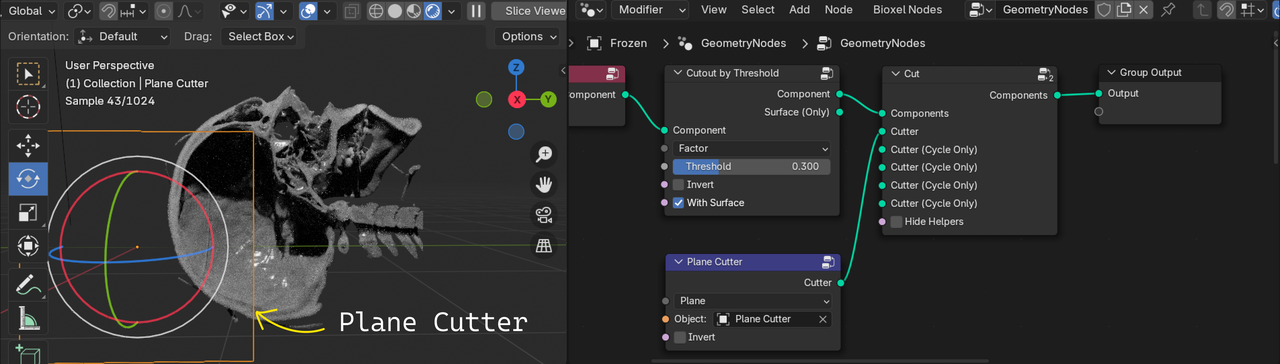 Global
Slice Viewe
Orientation:
Default
Drag:
Select Box
Options
User Perspective
(1) Collection | Plane Cutter
Sample 43/1024
Z
X
Y
Plane Cutter
Modifier
View
Select
Add
Node
Bioxel Nodes
GeometryNodes
Frozen
GeometryNodes
GeometryNodes
omponent
Cutout by Threshold
Component
Surface (Only)
Component
Factor
Threshold 0.300
Invert
With Surface
Plane Cutter
Cutter
Plane
Object:
Plane Cutter
Invert
Cut
2
Components
Components
Cutter
Cutter (Cycle Only)
Cutter (Cycle Only)
Cutter (Cycle Only)
Cutter (Cycle Only)
Hide Helpers
Group Output
Output